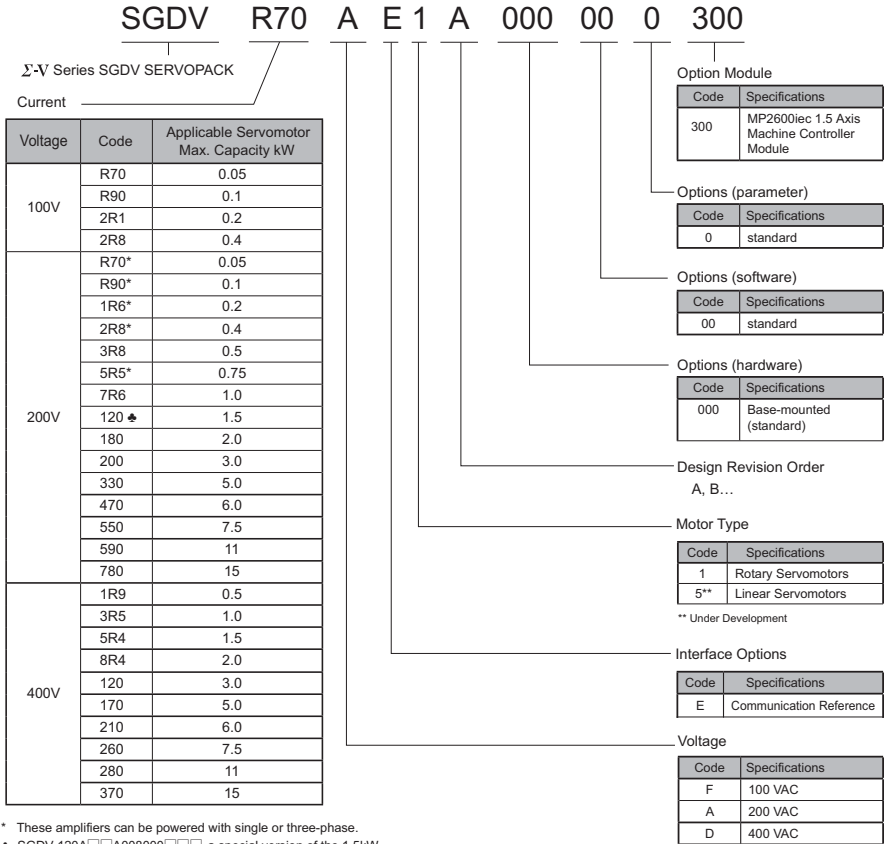 SGDV R70 A E 1 A 000 00 0 300
Σ-V Series SGDV SERVOPACK
Current
Voltage Code Applicable Servomotor
Max. Capacity kW
100V
R70 0.05
R90 0.1
2R1 0.2
2R8 0.4
200V
R70* 0.05
R90* 0.1
1R6* 0.2
2R8* 0.4
3R8 0.5
5R5* 0.75
7R6 1.0
120 ♣ 1.5
180 2.0
200 3.0
330 5.0
470 6.0
550 7.5
590 11
780 15
400V
1R9 0.5
3R5 1.0
5R4 1.5
8R4 2.0
120 3.0
170 5.0
210 6.0
260 7.5
280 11
370 15
* These amplifiers can be powered with single or three-phase.
Option Module
Code Specifications
300 MP2600iec 1.5 Axis
Machine Controller
Module
Options (parameter)
Code Specifications
0 standard
Options (software)
Code Specifications
00 standard
Options (hardware)
Code Specifications
000 Base-mounted
(standard)
Design Revision Order
A, B…
Motor Type
Code Specifications
1 Rotary Servomotors
5** Linear Servomotors
** Under Development
Interface Options
Code Specifications
E Communication Reference
Voltage
Code Specifications
F 100 VAC
A 200 VAC
D 400 VAC